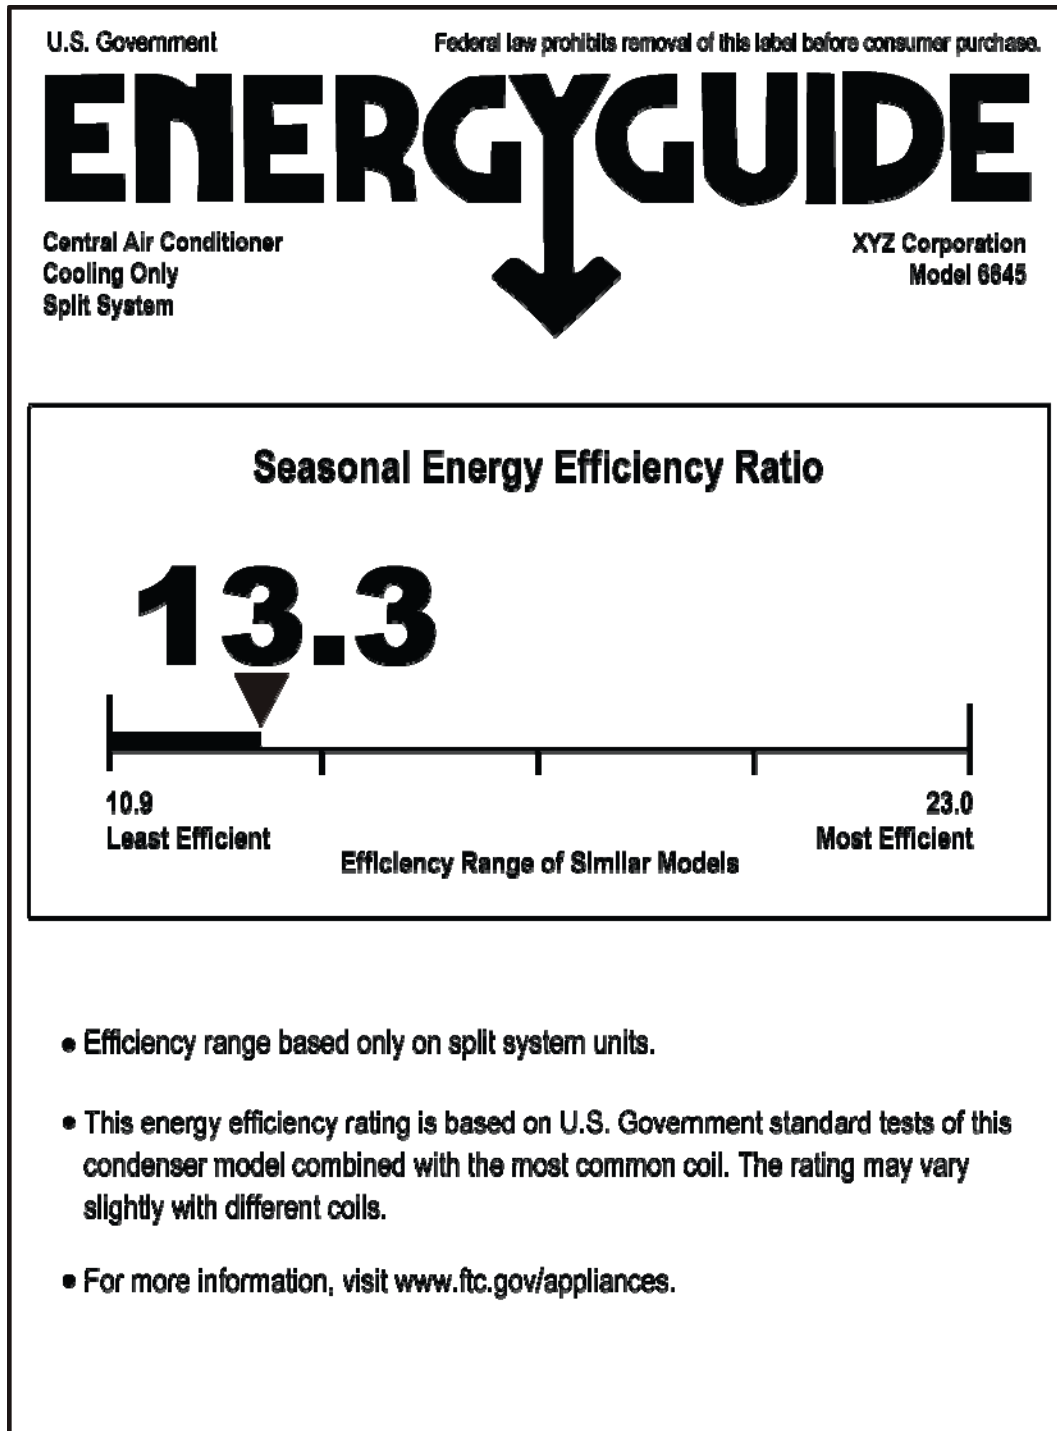 U.S. Government Federal law prohibits removal of this label before consumer purchase.
ENERGYGUIDE
Central Air Conditioner
Cooling Only
Split System
XYZ Corporation
Model 6645
Seasonal Energy Efficiency Ratio
13.3
10.9
Least Efficient
23.0
Most Efficient
Efficiency Range of Similar Models
• Efficiency range based only on split system units.
• This energy efficiency rating is based on U.S. Government standard tests of this
condenser model combined with the most common coil. The rating may vary
slightly with different coils.
• For more information, visit www.ftc.gov/appliances.